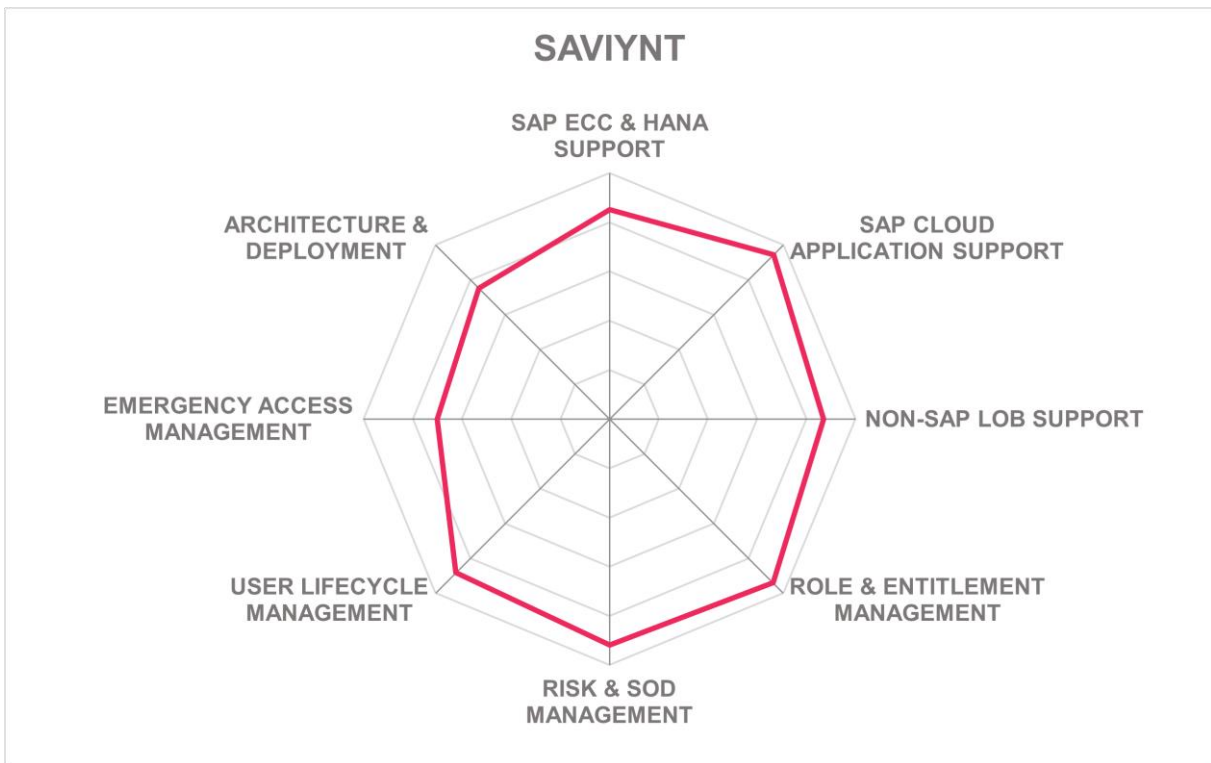 SAVIYNT
SAP ECC & HANA
SUPPORT
SAP CLOUD
APPLICATION SUPPORT
NON-SAP LOB SUPPORT
ROLE & ENTITLEMENT
MANAGEMENT
RISK & SOD
MANAGEMENT
USER LIFECYCLE
MANAGEMENT
EMERGENCY ACCESS
MANAGEMENT
ARCHITECTURE &
DEPLOYMENT